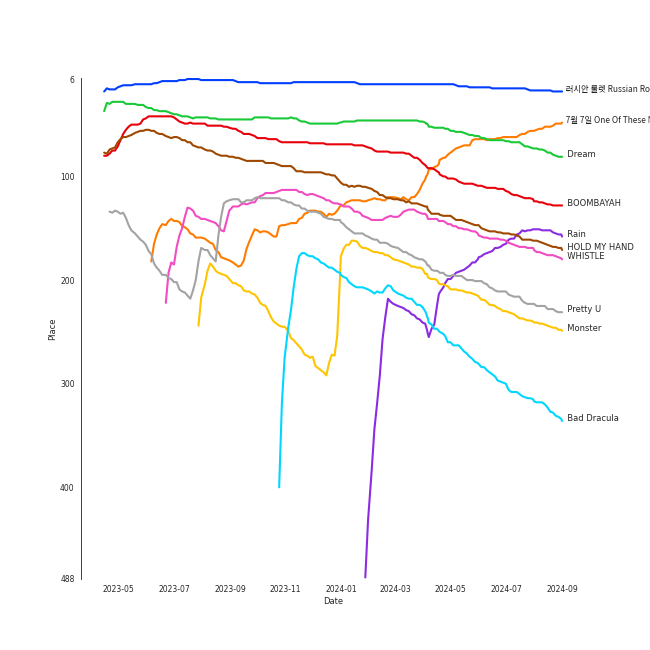 6
100
200
300
400
488
Place
2023-05
2023-07
2023-09
2023-11
2024-01
2024-03
2024-05
2024-07
2024-09
Date
러시안 룰렛 Russian Ro
7월 7일 One Of These
Dream
BOOMBAYAH
Rain
HOLD MY HAND
WHISTLE
Pretty U
Monster
Bad Dracula